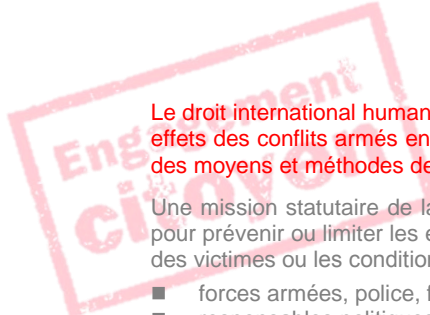 Engagement
citoyen
Le droit international human
effets des conflits armés en
des moyens et méthodes de
Une mission statutaire de la
pour prévenir ou limiter les e
des victimes ou les condition
■ forces armées, police, f